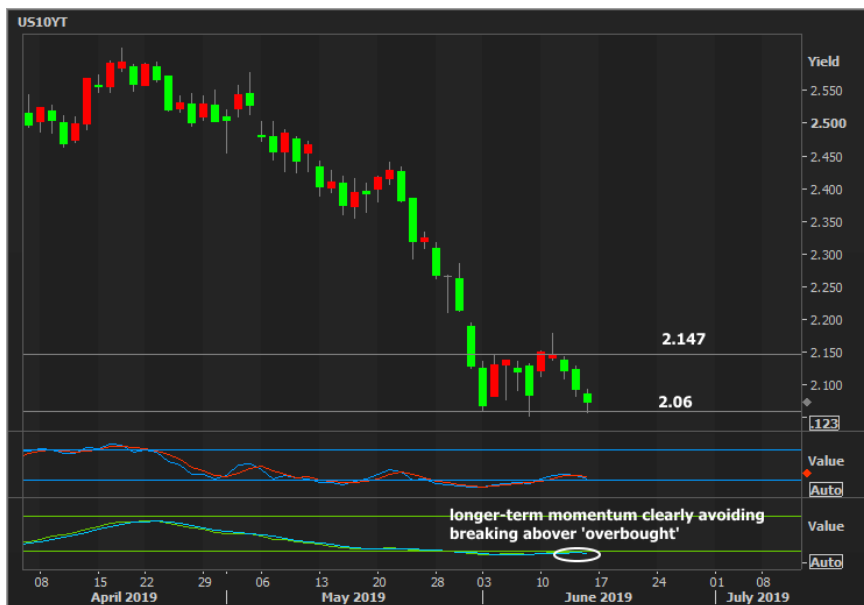 US10YT
Yield
2.550
2.500
2.450
2.400
2.350
2.300
2.250
2.200
2.147
2.150
2.100
2.06
.123
Value
Auto
longer-term momentum clearly avoiding
breaking abover 'overbought'
Value
Auto
08 15 22 29 06 13 20 28 03 10 17 24 01 08
April 2019 May 2019 June 2019 July 2019